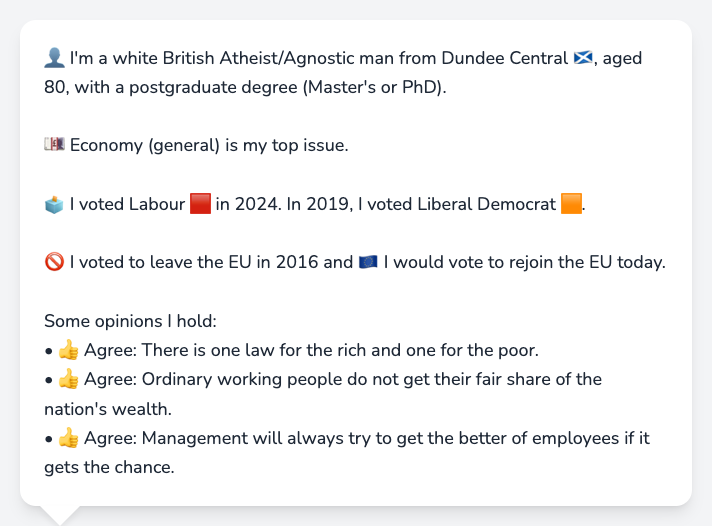 👤 I'm a white British Atheist/Agnostic man from Dundee Central 🏴󠁧󠁢󠁳󠁣󠁴󠁿, aged
80, with a postgraduate degree (Master's or PhD).
💷 Economy (general) is my top issue.
🗳️ I voted Labour 🟥 in 2024. In 2019, I voted Liberal Democrat 🟧.
🚫 I voted to leave the EU in 2016 and 🇪🇺 I would vote to rejoin the EU today.
Some opinions I hold:
• 👍 Agree: There is one law for the rich and one for the poor.
• 👍 Agree: Ordinary working people do not get their fair share of the
nation's wealth.
• 👍 Agree: Management will always try to get the better of employees if it
gets the chance.